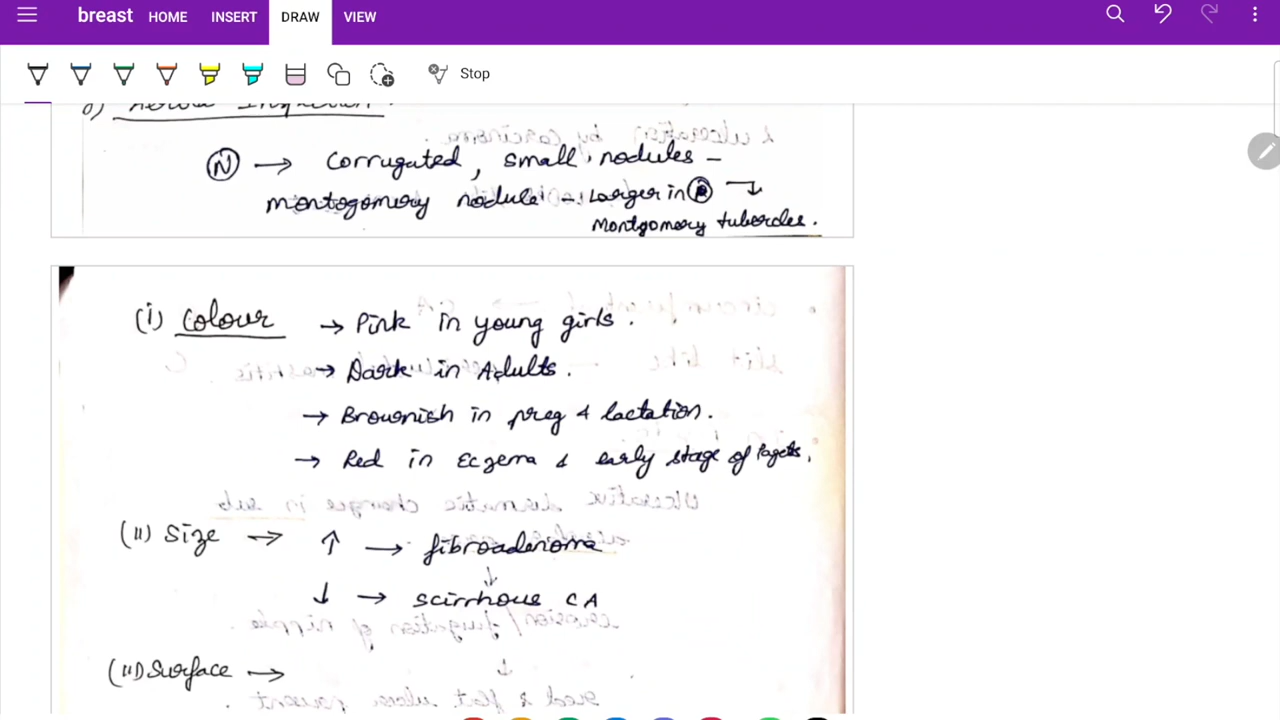 breast HOME INSERT DRAW VIEW
Stop
Ⓝ → Corrugated, small nodules –
montogomery nodule – Larger in Ⓟ
Montgomery tubercles.
(i) Colour → Pink in young girls.
→ Dark in Adults.
→ Brownish in preg & lactation.
→ Red in Eczema & early stage of Pagets.
(ii) Size → ↑ → fibroadenoma
↓ → scirrhous CA
(ii) Surface →